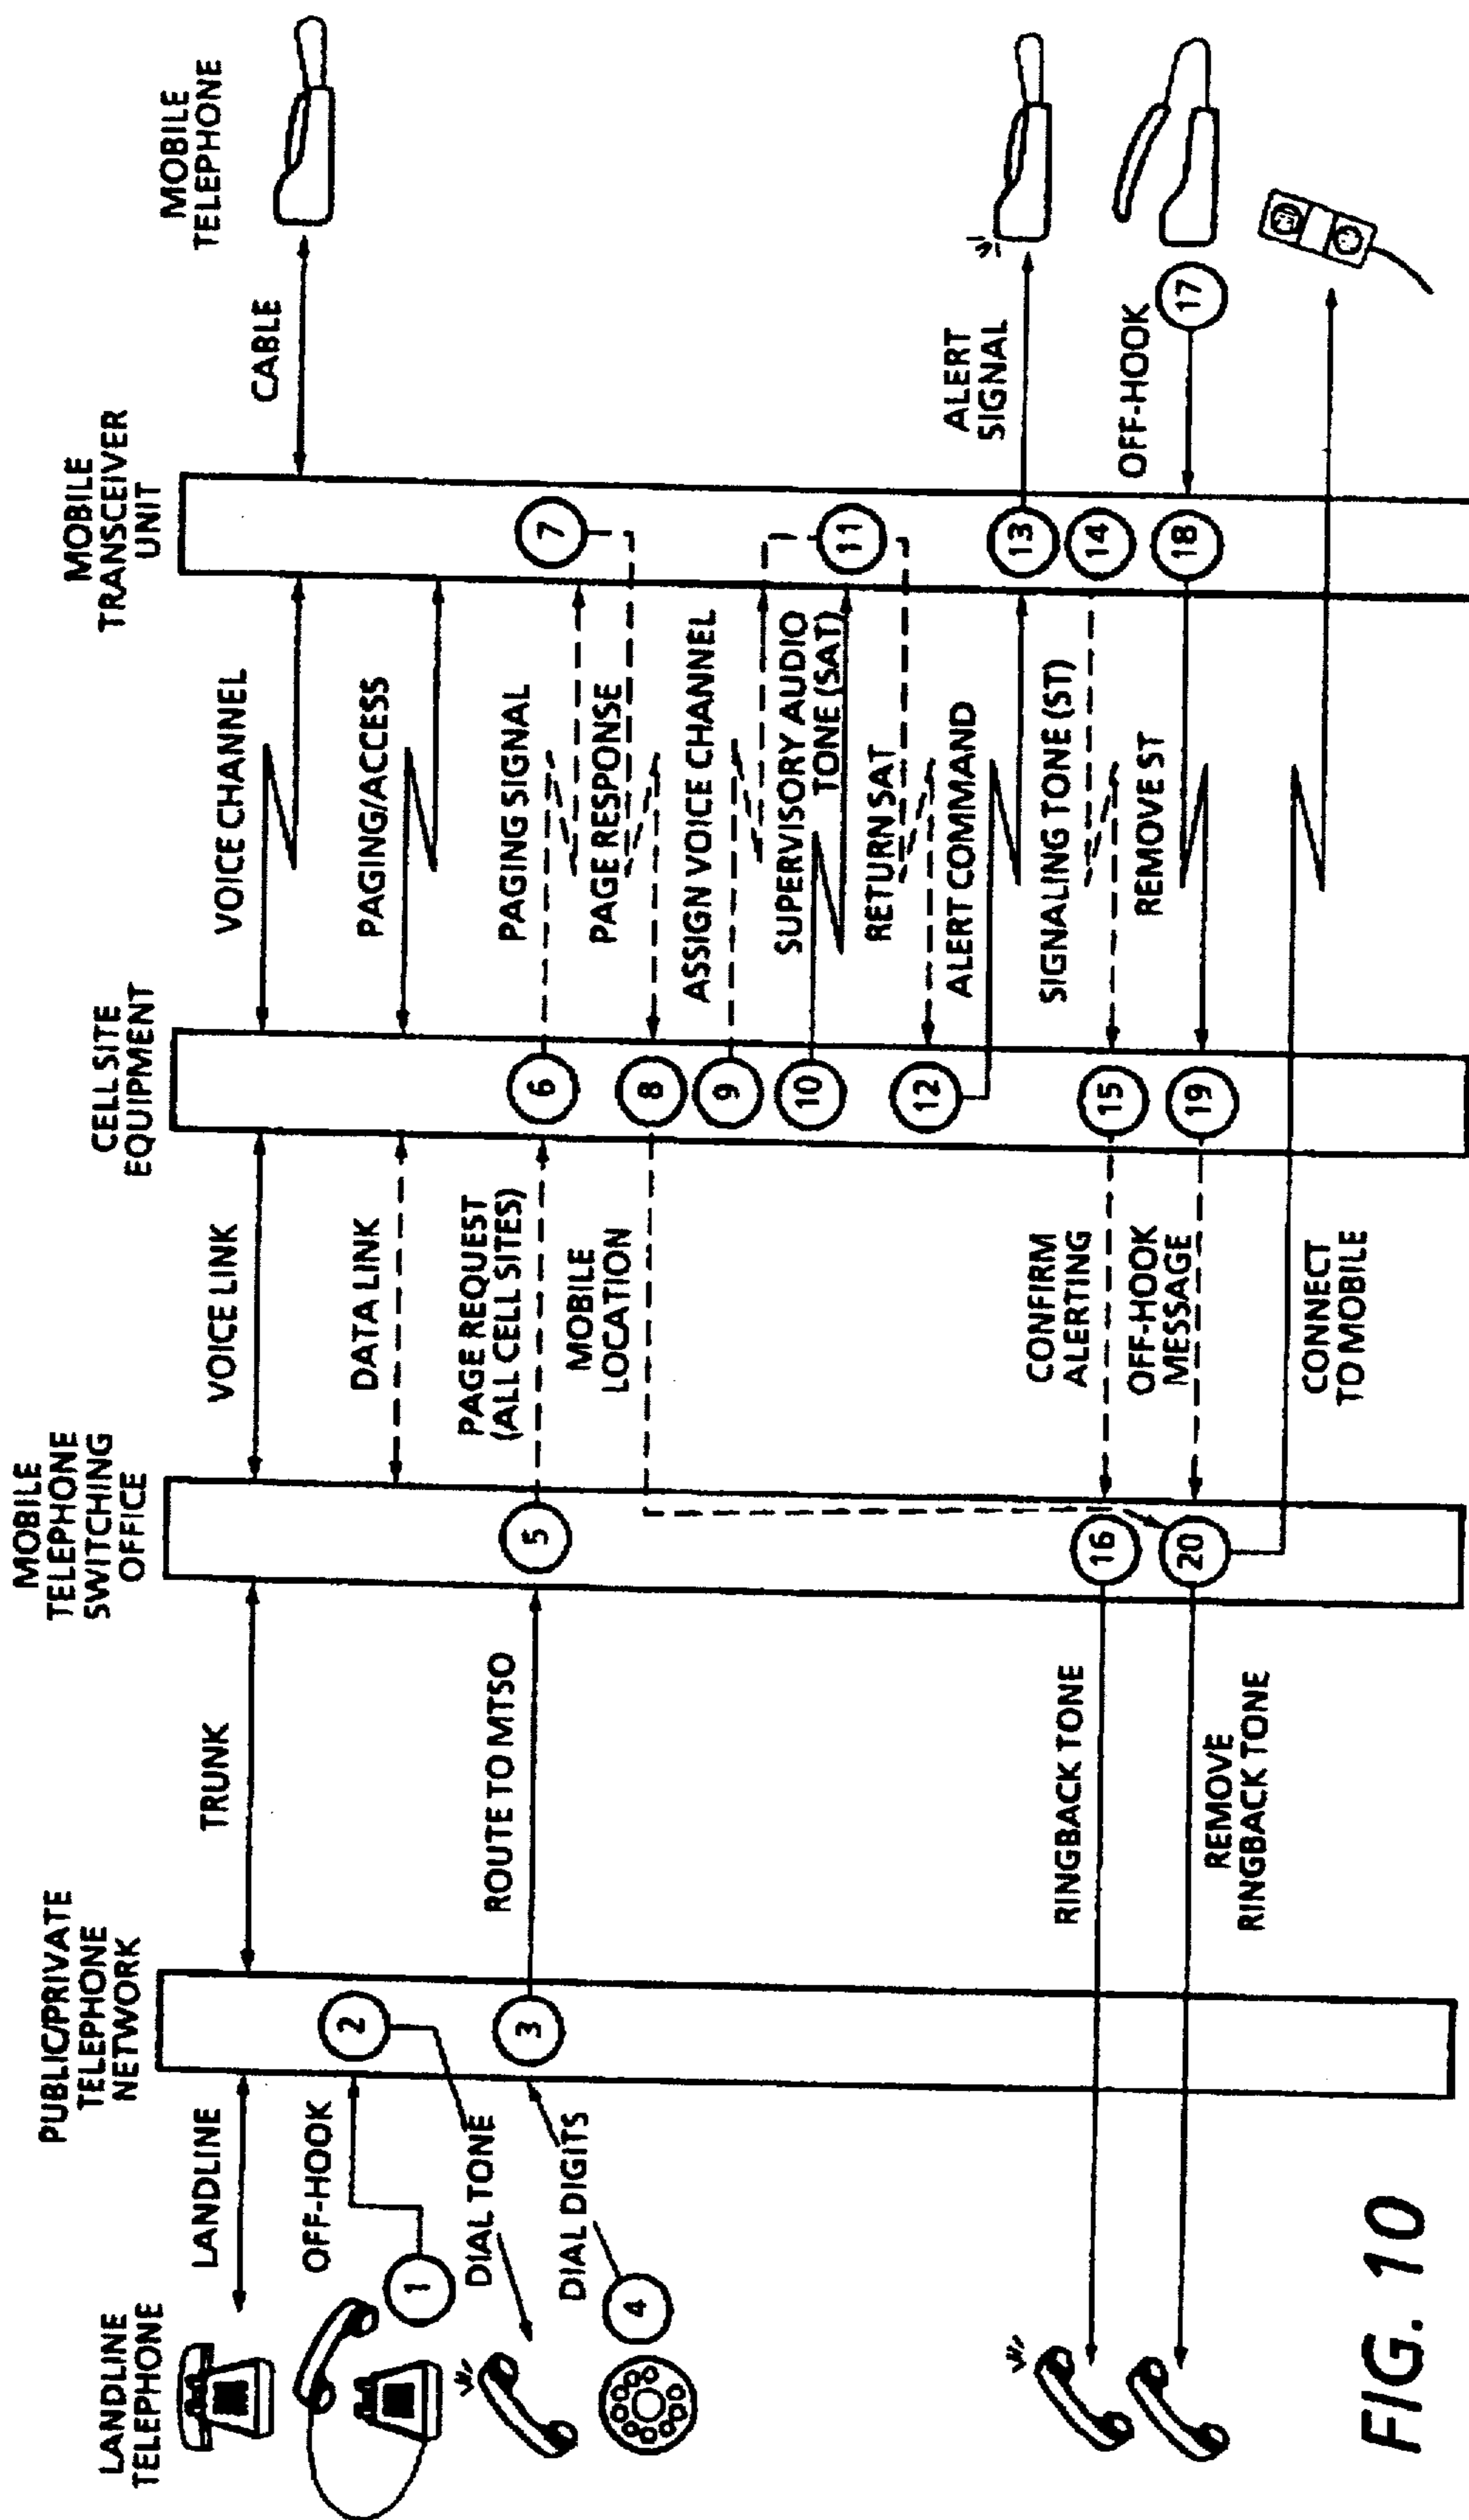 LANDLINE
TELEPHONE
PUBLIC/PRIVATE
TELEPHONE
NETWORK
MOBILE
TELEPHONE
SWITCHING
OFFICE
CELL SITE
EQUIPMENT
MOBILE
TRANSCEIVER
UNIT
MOBILE
TELEPHONE
LANDLINE
TRUNK
VOICE LINK
VOICE CHANNEL
CABLE
OFF-HOOK
1
2
DATA LINK
PAGING/ACCESS
DIAL TONE
DIAL DIGITS
4
3
ROUTE TO MTSO
5
PAGE REQUEST
(ALL CELL SITES)
6
PAGING SIGNAL
7
PAGE RESPONSE
8
MOBILE
LOCATION
9
ASSIGN VOICE CHANNEL
10
SUPERVISORY AUDIO
TONE (SAT)
11
RETURN SAT
12
ALERT COMMAND
13
ALERT
SIGNAL
14
SIGNALING TONE (ST)
15
CONFIRM
ALERTING
16
RINGBACK TONE
OFF-HOOK
17
18
REMOVE ST
19
OFF-HOOK
MESSAGE
20
REMOVE
RINGBACK TONE
CONNECT
TO MOBILE
FIG. 10